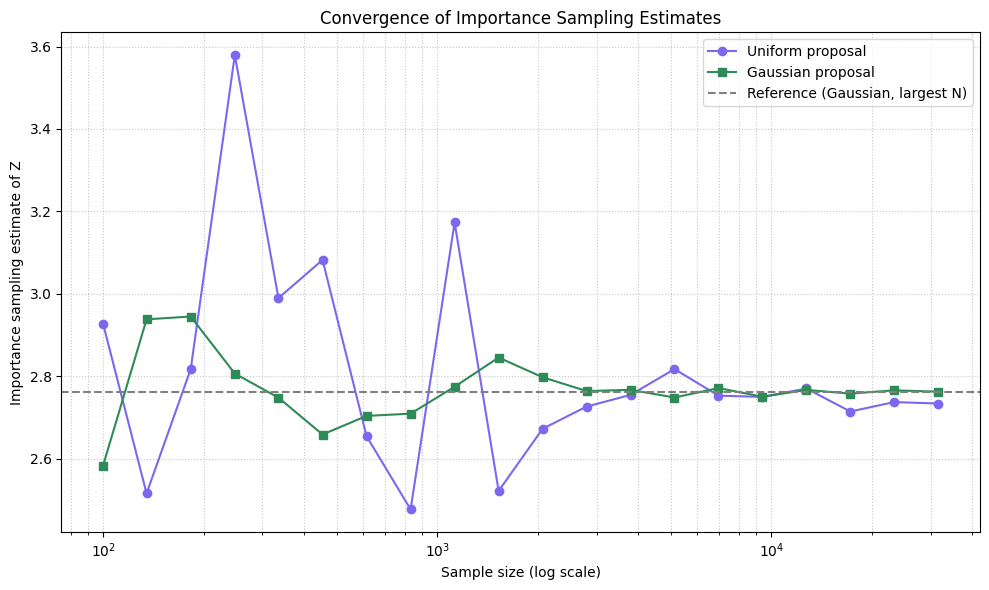 Convergence of Importance Sampling Estimates
Uniform proposal
Gaussian proposal
Reference (Gaussian, largest N)
Importance sampling estimate of Z
3.6
3.4
3.2
3.0
2.8
2.6
10²
10³
10⁴
Sample size (log scale)